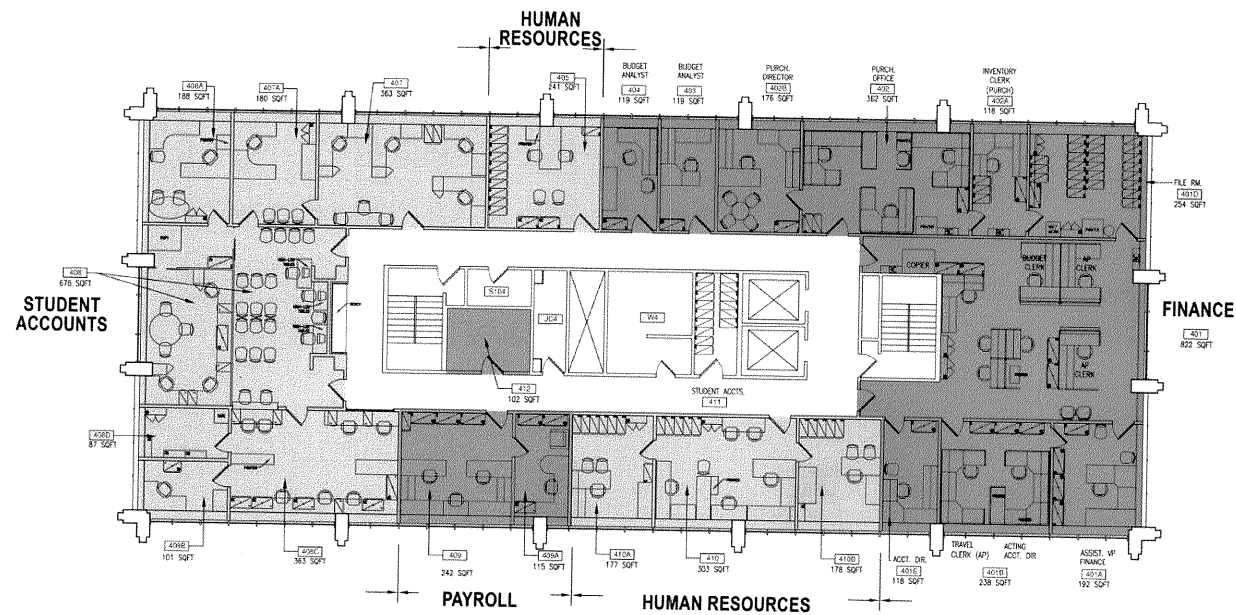 HUMAN
RESOURCES
408A
188 SQFT
407A
180 SQFT
407
363 SQFT
405
241 SQFT
BUDGET
ANALYST
404
119 SQFT
BUDGET
ANALYST
403
119 SQFT
PURCH.
DIRECTOR
402B
176 SQFT
PURCH.
OFFICE
402
362 SQFT
INVENTORY
CLERK
(PURCH)
402A
118 SQFT
FILE RM.
401D
254 SQFT
408
676 SQFT
STUDENT
ACCOUNTS
S104
JC4
W4
COPIER
BUDGET
CLERK
AP
CLERK
AP
CLERK
FINANCE
401
822 SQFT
412
102 SQFT
STUDENT ACCTS.
411
408D
87 SQFT
408B
101 SQFT
408C
363 SQFT
409
242 SQFT
409A
115 SQFT
410A
177 SQFT
410
303 SQFT
410B
178 SQFT
ACCT. DIR.
401E
118 SQFT
TRAVEL
CLERK (AP)
ACTING
ACCT. DIR.
401B
238 SQFT
ASSIST. VP
FINANCE
401A
192 SQFT
PAYROLL
HUMAN RESOURCES